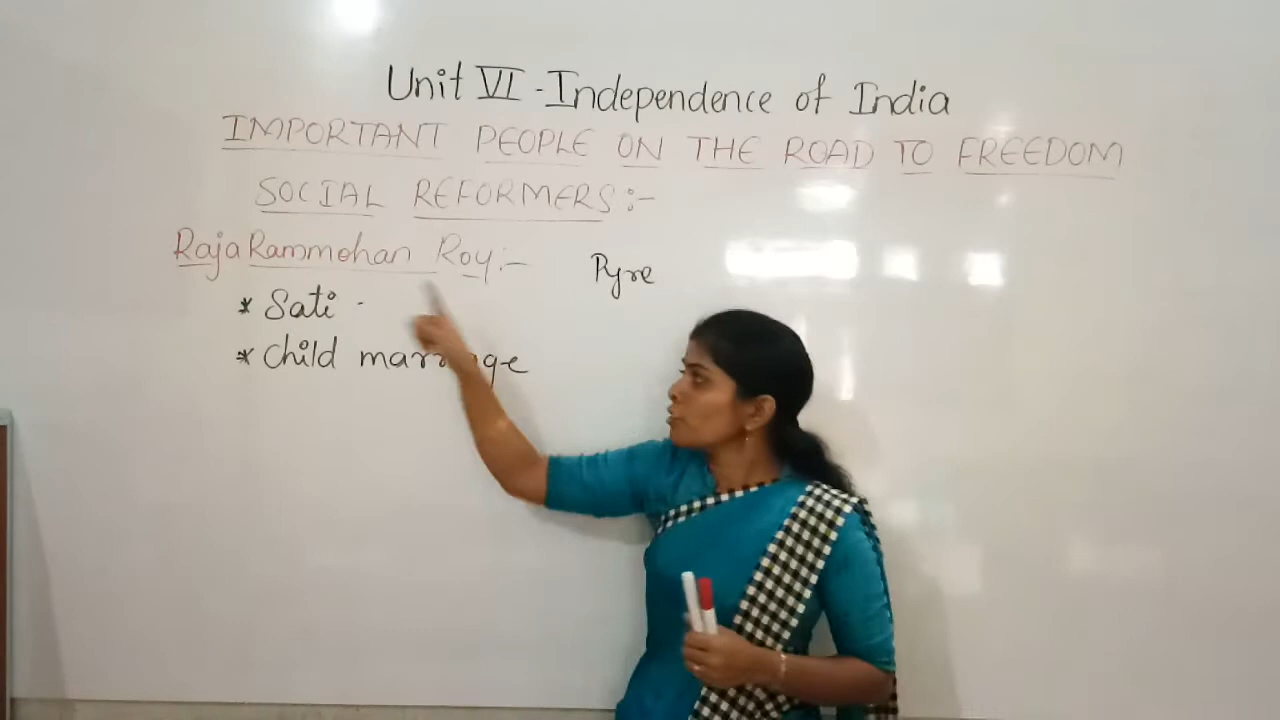 Unit VI - Independence of India
IMPORTANT PEOPLE ON THE ROAD TO FREEDOM
SOCIAL REFORMERS :-
Raja Rammohan Roy :- Pyre
* Sati -
* Child marriage